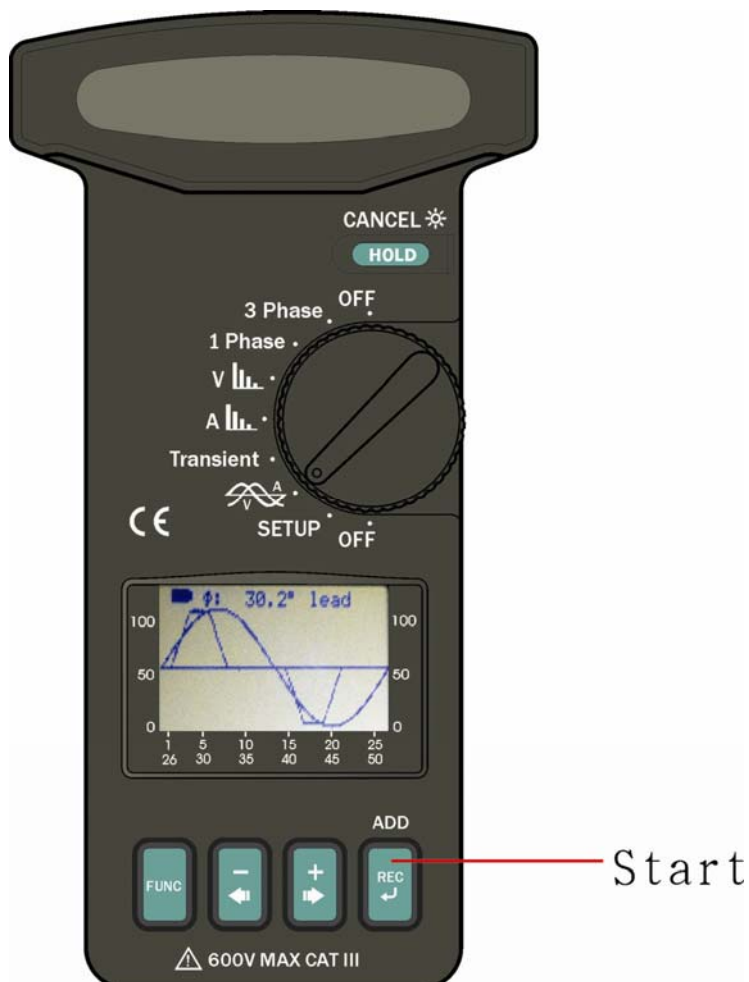 CANCEL
HOLD
OFF
3 Phase
1 Phase
V
A
Transient
A
V
SETUP
OFF
CE
ϕ: 30.2° lead
100 100
50 50
0 0
1 5 10 15 20 25
26 30 35 40 45 50
ADD
FUNC - + REC
Start
600V MAX CAT III